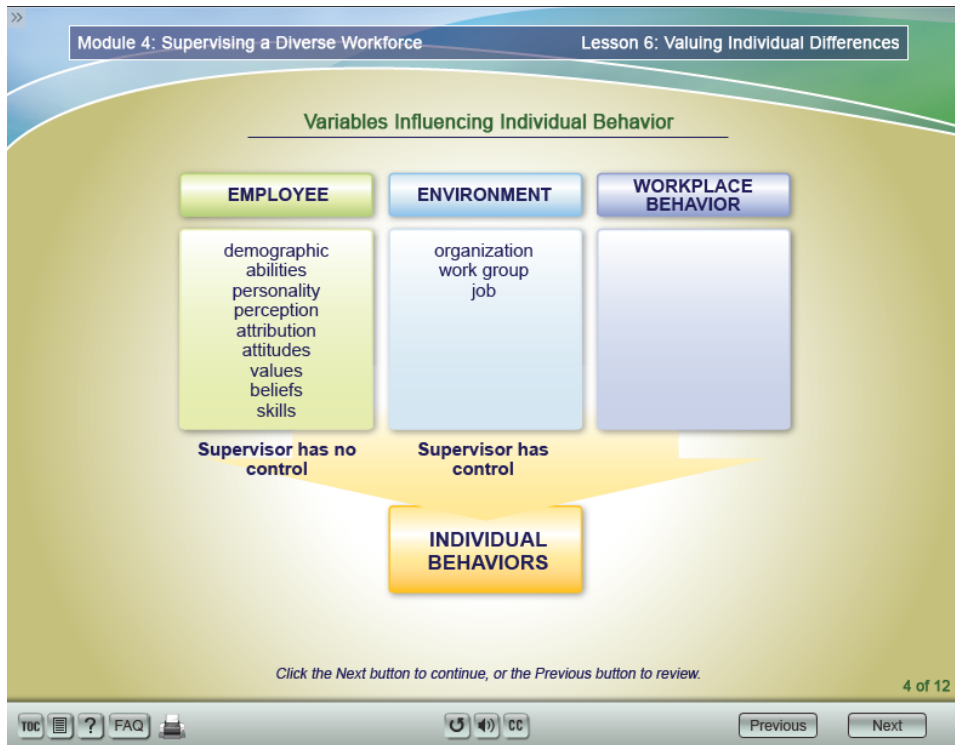 »
Module 4: Supervising a Diverse Workforce
Lesson 6: Valuing Individual Differences
Variables Influencing Individual Behavior
EMPLOYEE
demographic
abilities
personality
perception
attribution
attitudes
values
beliefs
skills
Supervisor has no
control
ENVIRONMENT
organization
work group
job
Supervisor has
control
WORKPLACE
BEHAVIOR
INDIVIDUAL
BEHAVIORS
Click the Next button to continue, or the Previous button to review.
4 of 12
TOC
?
FAQ
CC
Previous
Next